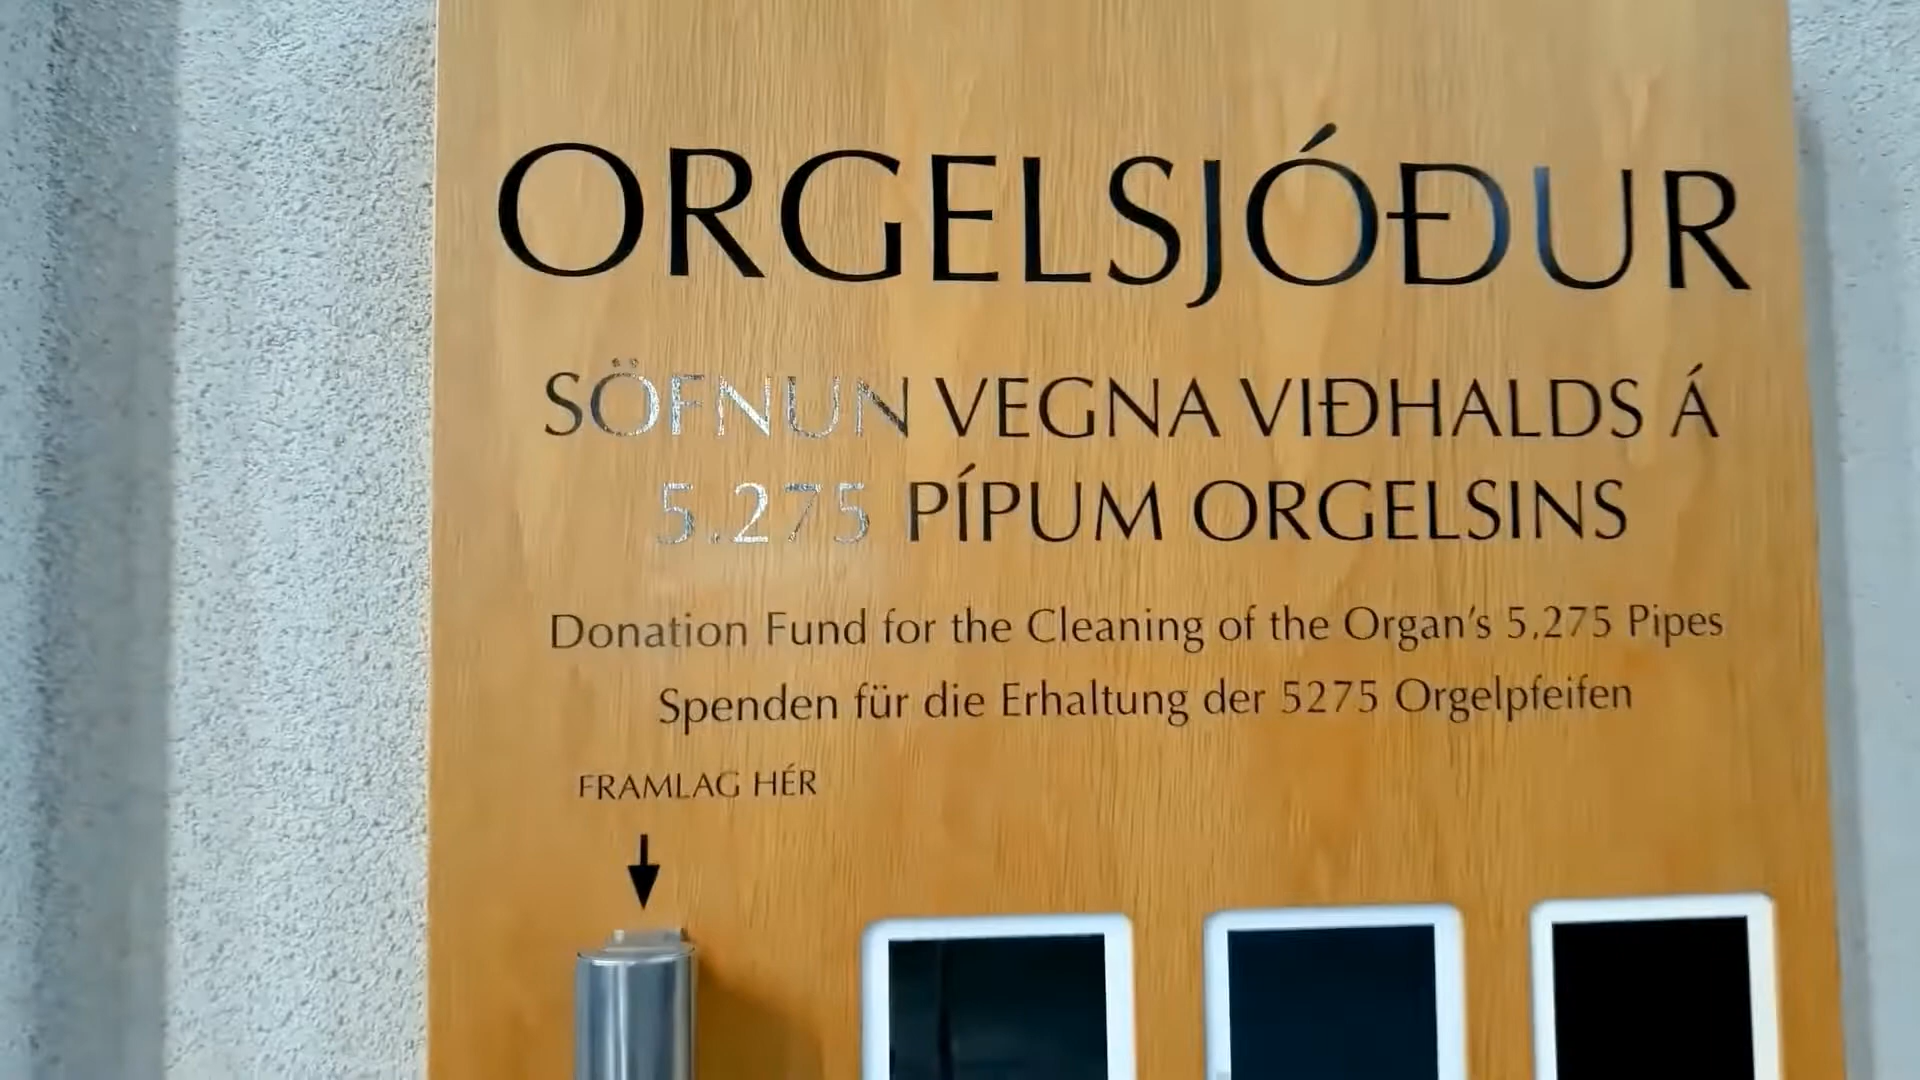 ORGELSJÓÐUR
SÖFNUN VEGNA VIÐHALDS Á
5.275 PÍPUM ORGELSINS
Donation Fund for the Cleaning of the Organ's 5,275 Pipes
Spenden für die Erhaltung der 5275 Orgelpfeifen
FRAMLAG HÉR